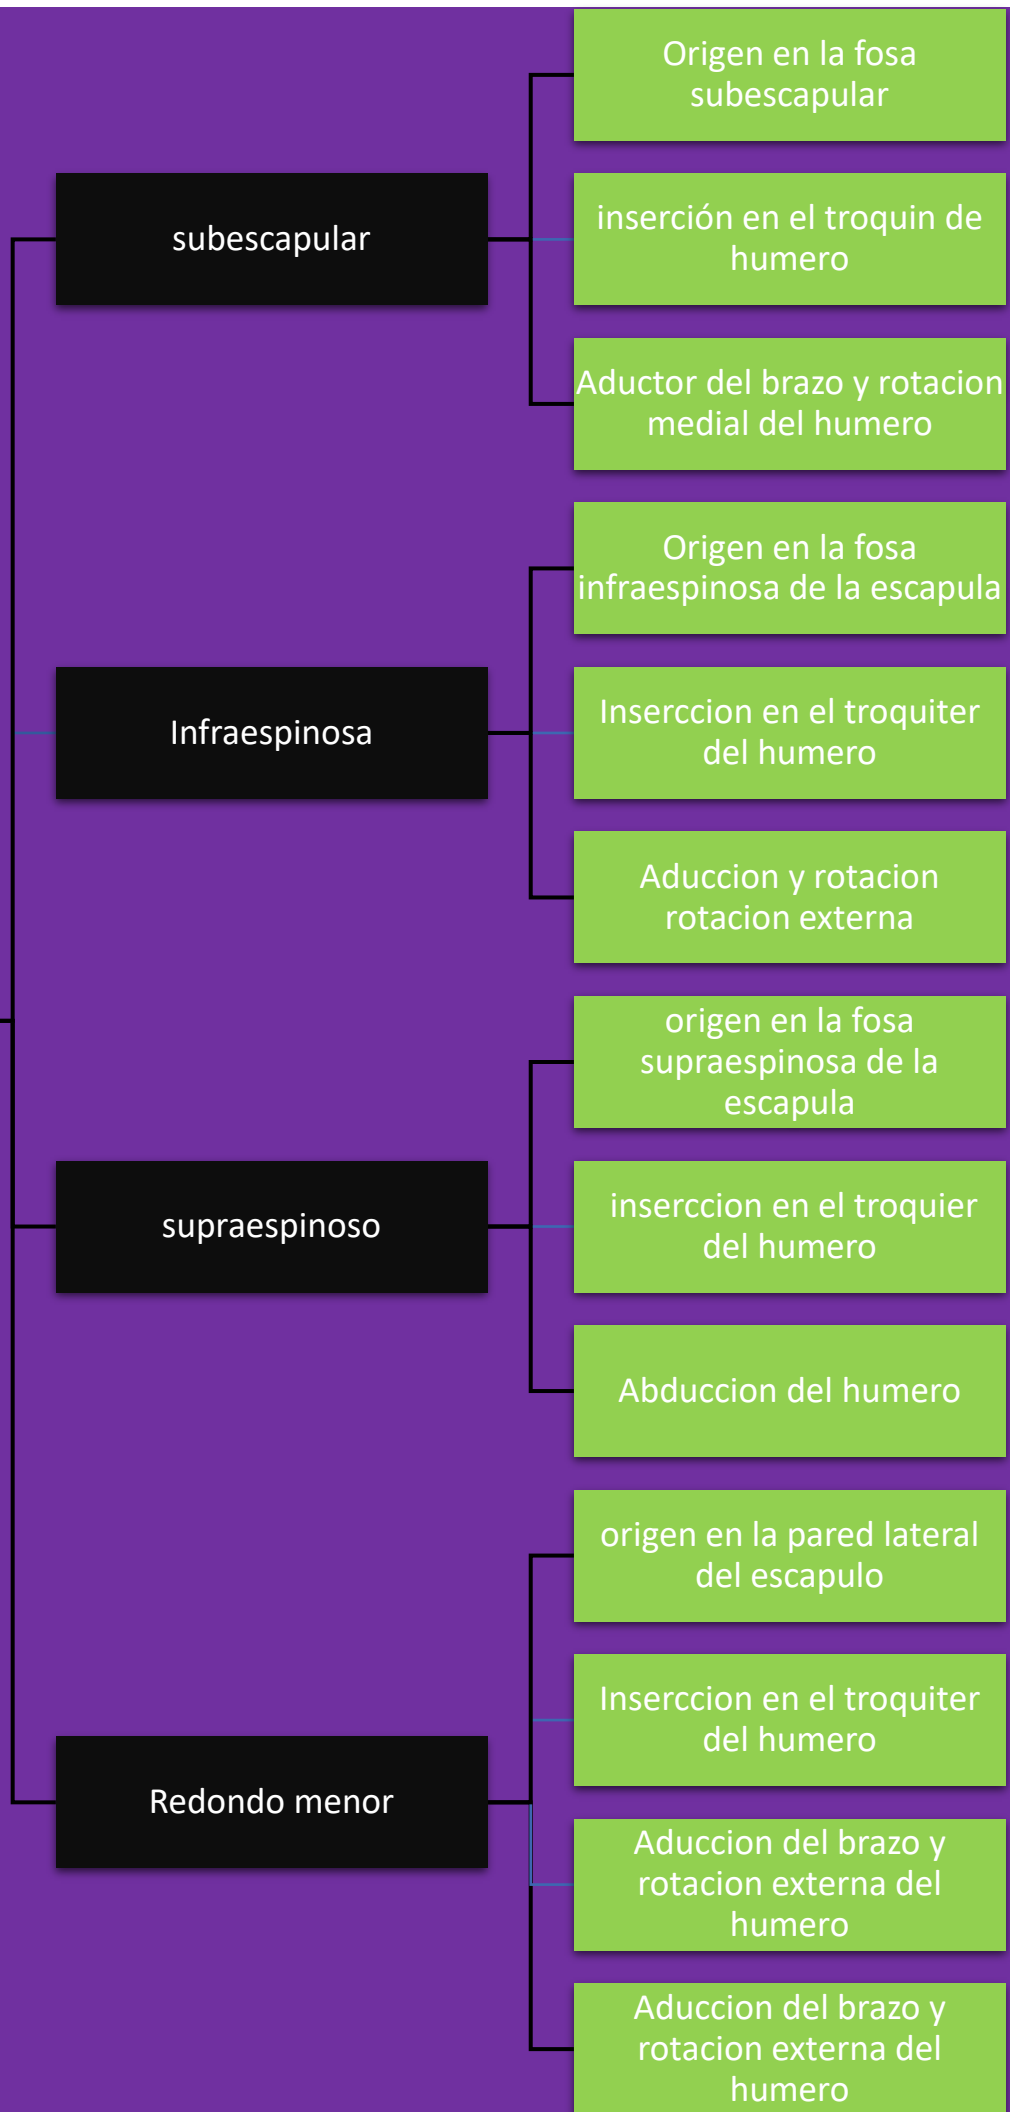 subescapular
Origen en la fosa
subescapular
inserción en el troquin de
humero
Aductor del brazo y rotacion
medial del humero
Infraespinosa
Origen en la fosa
infraespinosa de la escapula
Inserccion en el troquiter
del humero
Aduccion y rotacion
rotacion externa
supraespinoso
origen en la fosa
supraespinosa de la
escapula
inserccion en el troquier
del humero
Abduccion del humero
Redondo menor
origen en la pared lateral
del escapulo
Inserccion en el troquiter
del humero
Aduccion del brazo y
rotacion externa del
humero
Aduccion del brazo y
rotacion externa del
humero